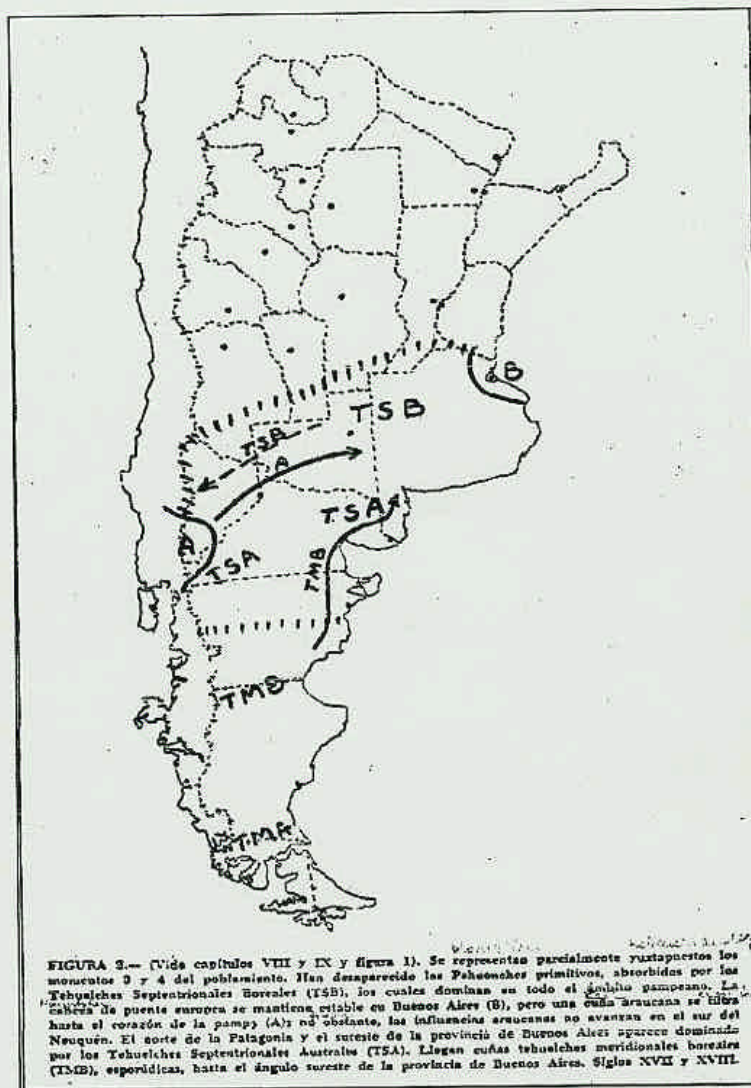 B
TSB
TSA
A
TSA
A
TSA
TMB
TMB
TMA
FIGURA 2.— (Vide capítulos VIII y IX y figura 1). Se representan parcialmente yuxtapuestos los
momentos 3 y 4 del poblamiento. Han desaparecido los Pehuenches primitivos, absorbidos por los
Tehuelches Septentrionales Boreales (TSB), los cuales dominan en todo el ámbito pampeano. La
cabeza de puente europea se mantiene estable en Buenos Aires (B), pero una cuña araucana se filtra
hasta el corazón de la pampa (A); no obstante, las influencias araucanas no avanzan en el sur del
Neuquén. El norte de la Patagonia y el sureste de la provincia de Buenos Aires aparece dominado
por los Tehuelches Septentrionales Australes (TSA). Llegan cuñas tehuelches meridionales boreales
(TMB), esporádicas, hasta el ángulo sureste de la provincia de Buenos Aires. Siglos XVII y XVIII.